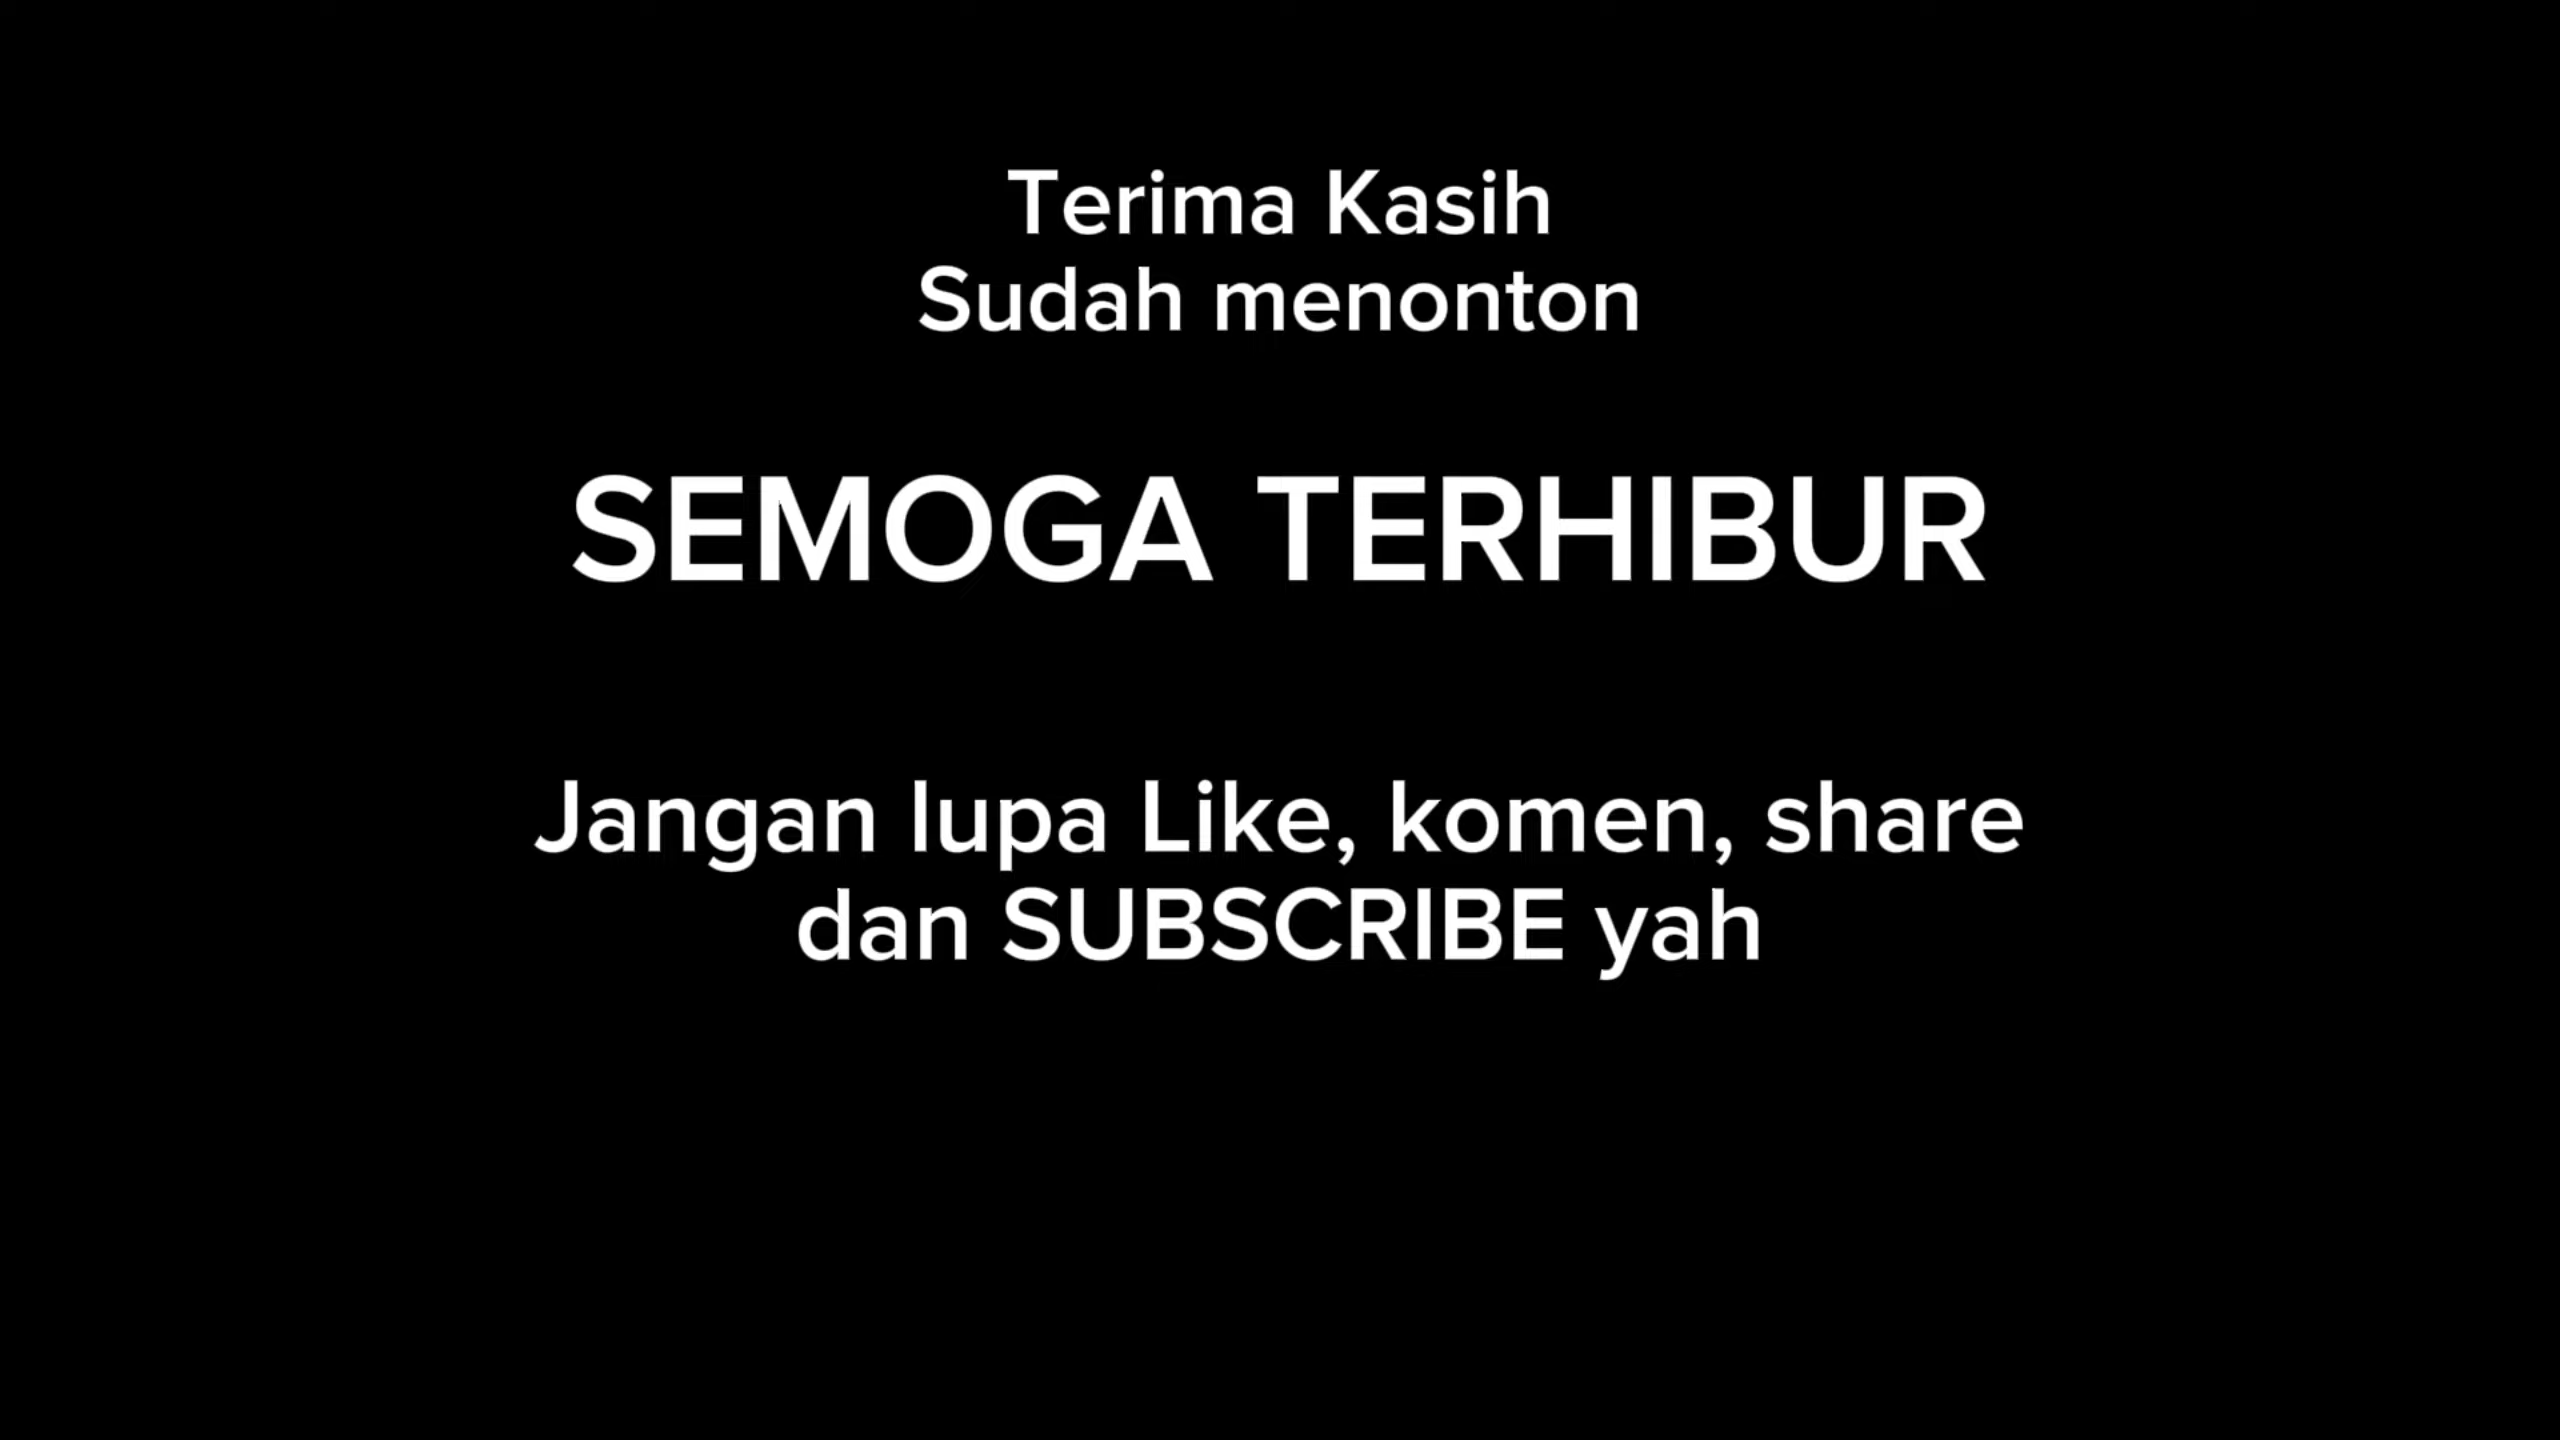 Terima Kasih
Sudah menonton
SEMOGA TERHIBUR
Jangan lupa Like, komen, share
dan SUBSCRIBE yah